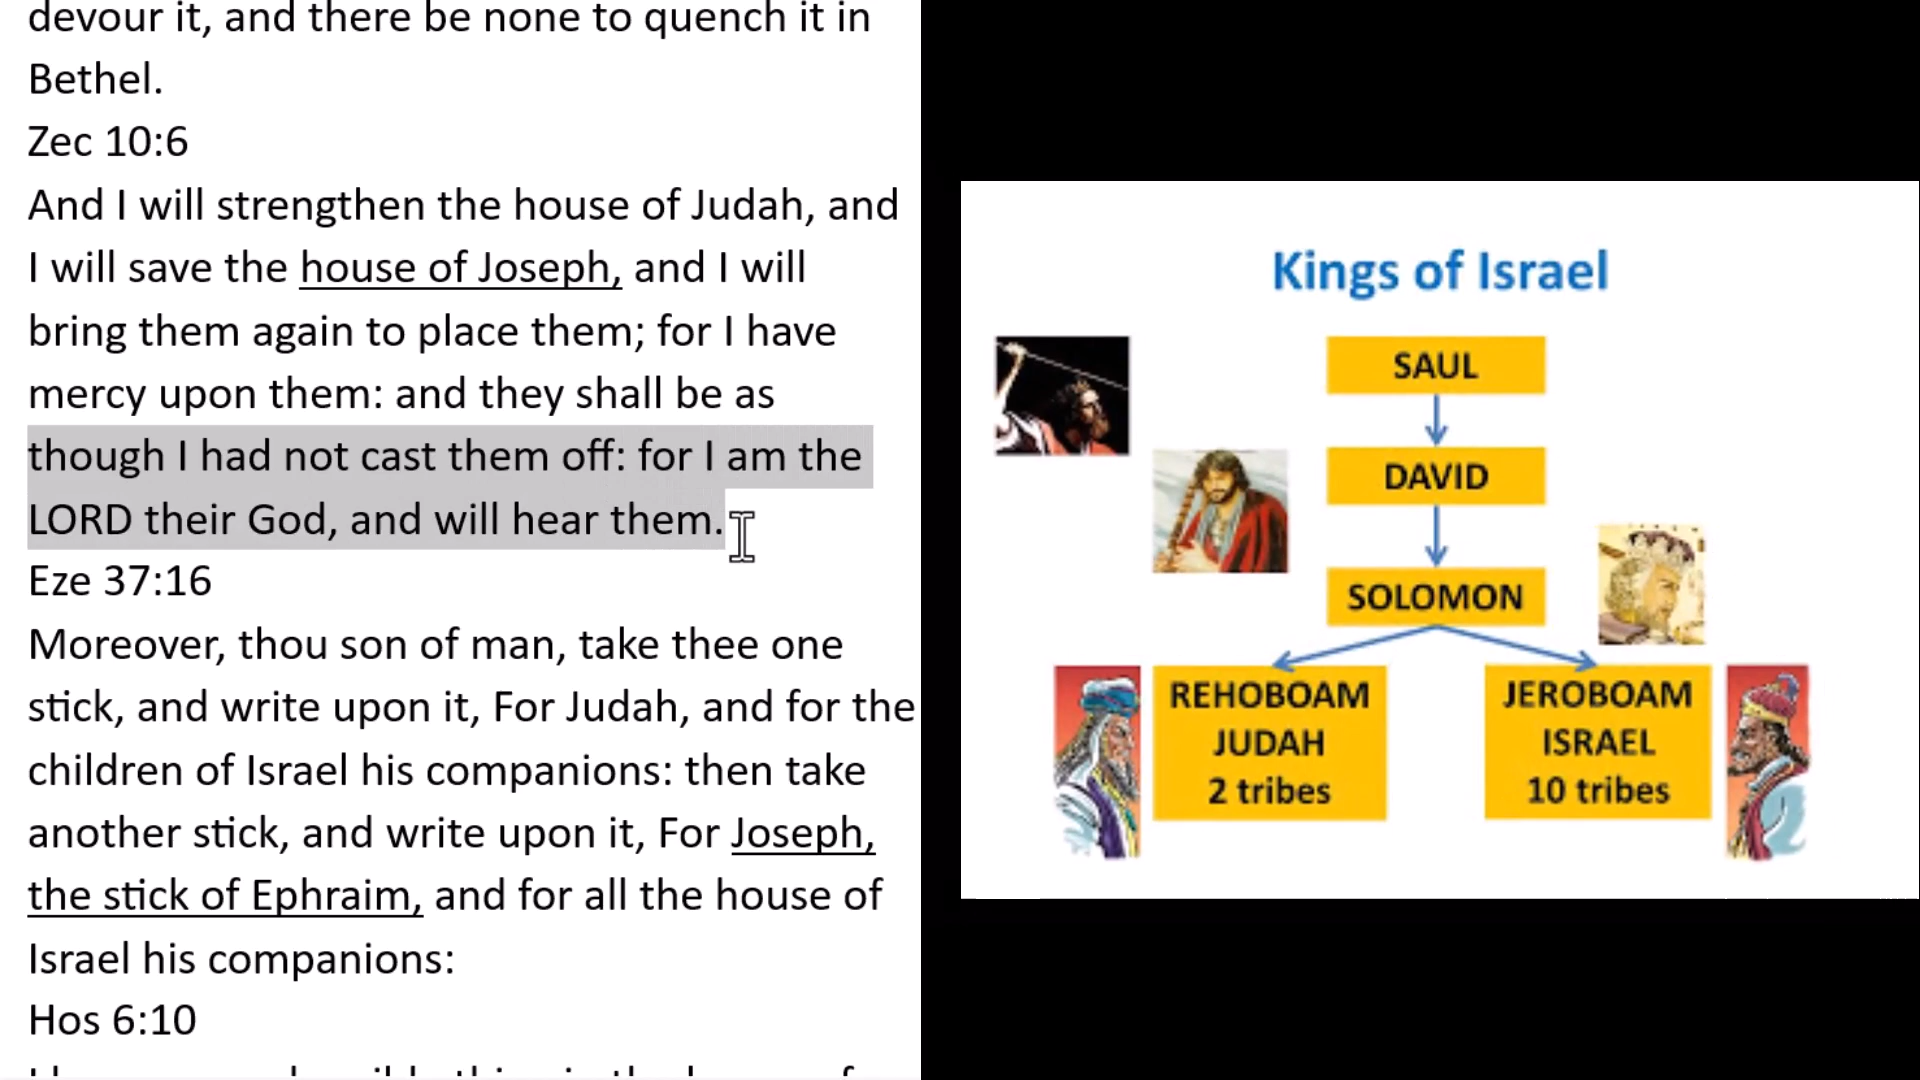 devour it, and there be none to quench it in
Bethel.
Zec 10:6
And I will strengthen the house of Judah, and
I will save the house of Joseph, and I will
bring them again to place them; for I have
mercy upon them: and they shall be as
though I had not cast them off: for I am the
LORD their God, and will hear them.
Eze 37:16
Moreover, thou son of man, take thee one
stick, and write upon it, For Judah, and for the
children of Israel his companions: then take
another stick, and write upon it, For Joseph,
the stick of Ephraim, and for all the house of
Israel his companions:
Hos 6:10
Kings of Israel
SAUL
DAVID
SOLOMON
REHOBOAM
JUDAH
2 tribes
JEROBOAM
ISRAEL
10 tribes